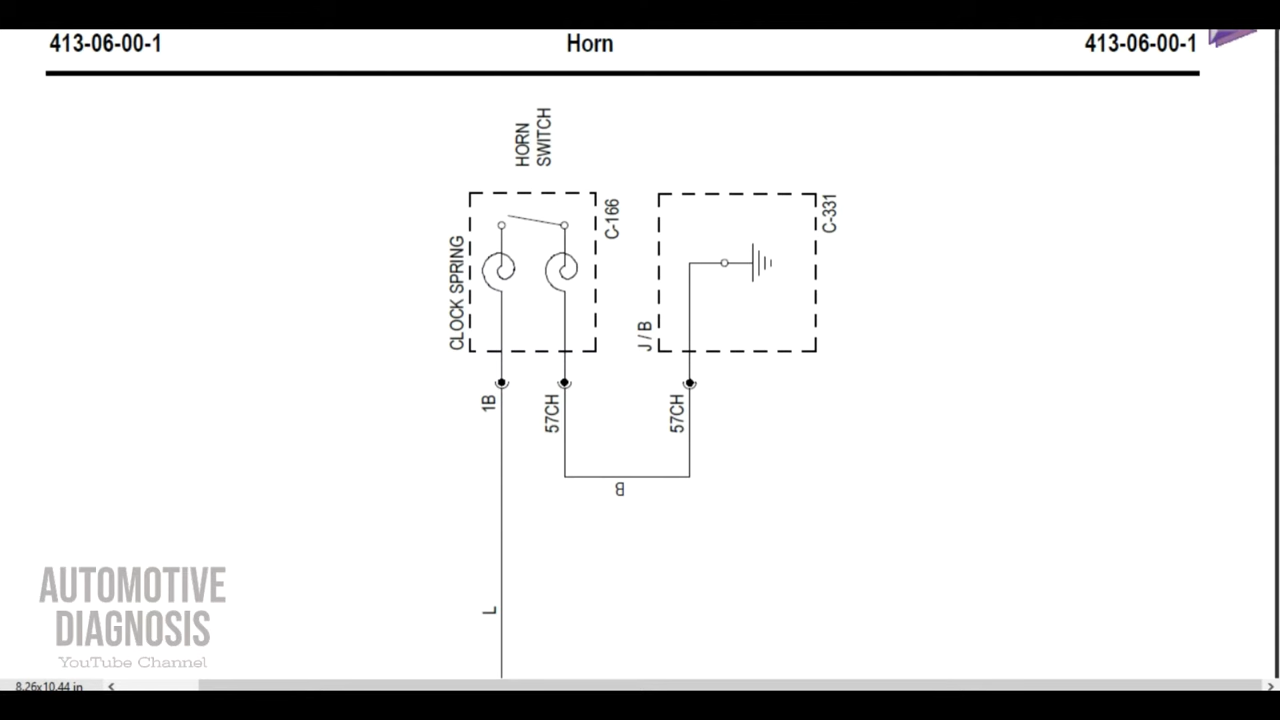 413-06-00-1 Horn 413-06-00-1
HORN
SWITCH
CLOCK SPRING
C-166
J / B
C-331
1B
57CH
57CH
B
L
AUTOMOTIVE
DIAGNOSIS
YouTube Channel
8.26x10.44 in